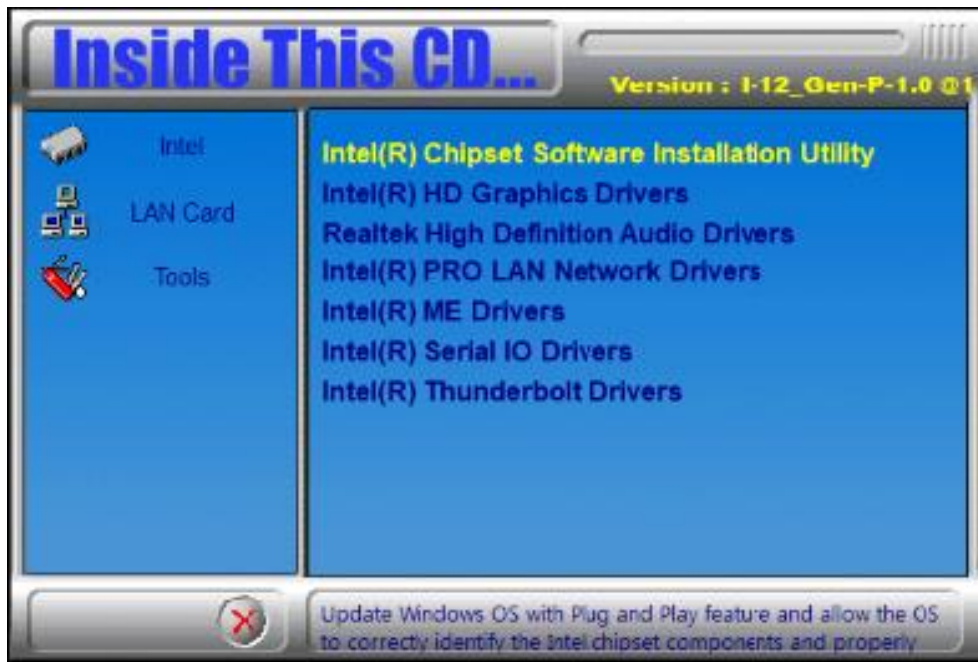 Inside This CD...
Version : I-12_Gen-P-1.0 @1
Intel
LAN Card
Tools
Intel(R) Chipset Software Installation Utility
Intel(R) HD Graphics Drivers
Realtek High Definition Audio Drivers
Intel(R) PRO LAN Network Drivers
Intel(R) ME Drivers
Intel(R) Serial IO Drivers
Intel(R) Thunderbolt Drivers
Update Windows OS with Plug and Play feature and allow the OS
to correctly identify the Intel chipset components and properly